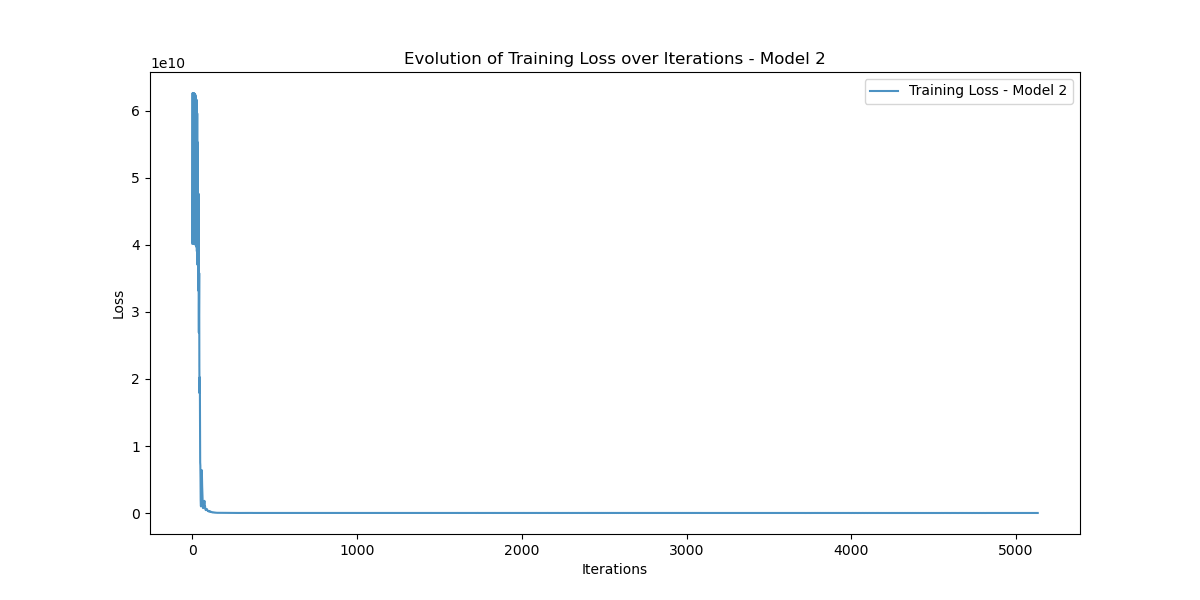 Evolution of Training Loss over Iterations - Model 2
1e10
Training Loss - Model 2
6
5
4
3
2
1
0
Loss
0 1000 2000 3000 4000 5000
Iterations